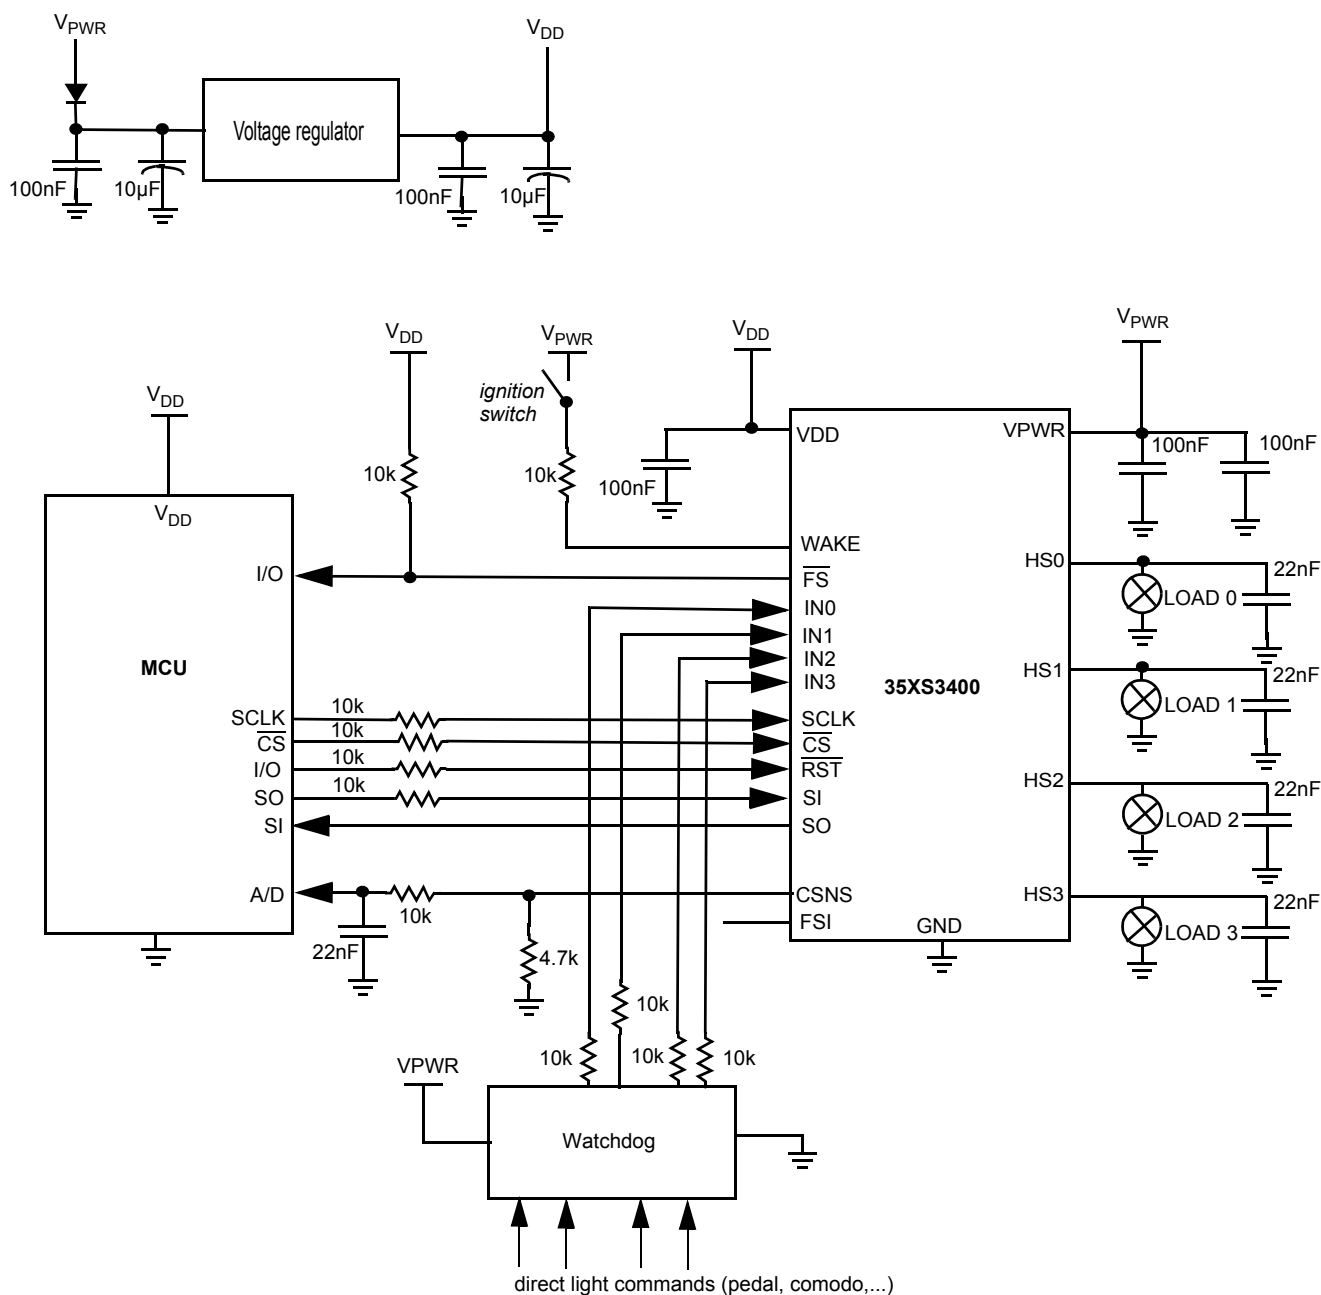 VPWR
VDD
Voltage regulator
100nF
10µF
100nF
10µF
VDD
VPWR
VDD
VPWR
ignition
switch
VDD
10k
10k
100nF
VDD
VPWR
100nF
100nF
VDD
WAKE
I/O
FS
HS0
22nF
LOAD 0
IN0
IN1
IN2
IN3
MCU
35XS3400
HS1
22nF
LOAD 1
SCLK
10k
SCLK
CS
10k
CS
I/O
10k
RST
SO
10k
SI
SI
SO
HS2
22nF
LOAD 2
A/D
10k
CSNS
HS3
22nF
LOAD 3
FSI
GND
22nF
4.7k
10k
10k
10k
10k
VPWR
Watchdog
direct light commands (pedal, comodo,...)